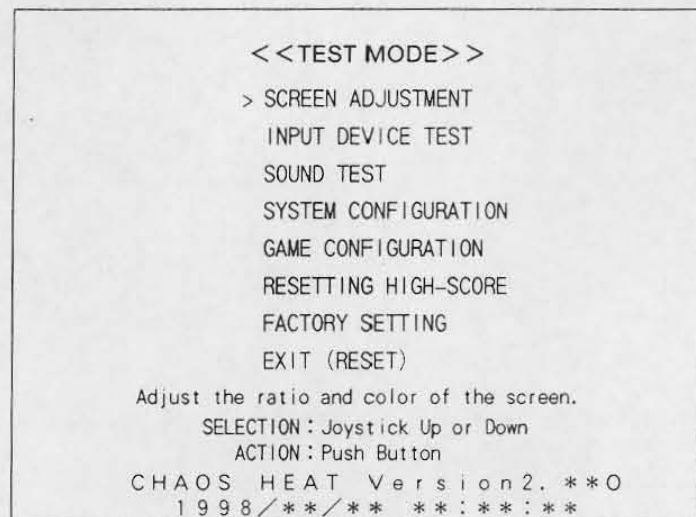 <<TEST MODE>>
> SCREEN ADJUSTMENT
INPUT DEVICE TEST
SOUND TEST
SYSTEM CONFIGURATION
GAME CONFIGURATION
RESETTING HIGH-SCORE
FACTORY SETTING
EXIT (RESET)
Adjust the ratio and color of the screen.
SELECTION：Joystick Up or Down
ACTION：Push Button
CHAOS HEAT Version2.**O
1998/**/** **:**:**